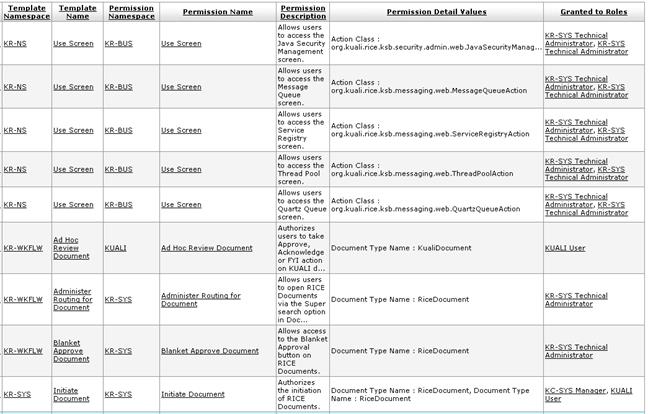 Template Namespace Template Name Permission Namespace Permission Name Permission Description Permission Detail Values Granted to Roles
KR-NS Use Screen KR-BUS Use Screen
Allows users
to access the
Java Security
Management
screen.
Action Class :
org.kuali.rice.ksb.security.admin.web.JavaSecurityManag...
KR-SYS Technical
Administrator, KR-SYS
Technical Administrator
KR-NS Use Screen KR-BUS Use Screen
Allows users
to access the
Message
Queue
screen.
Action Class :
org.kuali.rice.ksb.messaging.web.MessageQueueAction
KR-SYS Technical
Administrator, KR-SYS
Technical Administrator
KR-NS Use Screen KR-BUS Use Screen
Allows users
to access the
Service
Registry
screen.
Action Class :
org.kuali.rice.ksb.messaging.web.ServiceRegistryAction
KR-SYS Technical
Administrator, KR-SYS
Technical Administrator
KR-NS Use Screen KR-BUS Use Screen
Allows users
to access the
Thread Pool
screen.
Action Class :
org.kuali.rice.ksb.messaging.web.ThreadPoolAction
KR-SYS Technical
Administrator, KR-SYS
Technical Administrator
KR-NS Use Screen KR-BUS Use Screen
Allows users
to access the
Quartz Queue
screen.
Action Class :
org.kuali.rice.ksb.messaging.web.QuartzQueueAction
KR-SYS Technical
Administrator, KR-SYS
Technical Administrator
KR-WKFLW
Ad Hoc
Review
Document
KUALI Ad Hoc Review Document
Authorizes
users to take
Approve,
Acknowledge
or FYI action
on KUALI d...
Document Type Name : KualiDocument
KUALI User
KR-WKFLW
Administer
Routing for
Document
KR-SYS
Administer Routing for
Document
Allows users
to open RICE
Documents
via the Super
search option
in Doc...
Document Type Name : RiceDocument
KR-SYS Technical
Administrator
KR-WKFLW
Blanket
Approve
Document
KR-SYS Blanket Approve Document
Allows access
to the Blanket
Approval
button on
RICE
Documents.
Document Type Name : RiceDocument
KR-SYS Technical
Administrator
KR-SYS
Initiate
Document
KR-SYS Initiate Document
Authorizes
the initiation
of RICE
Documents.
Document Type Name : RiceDocument, Document Type
Name : RiceDocument
KC-SYS Manager, KUALI
User